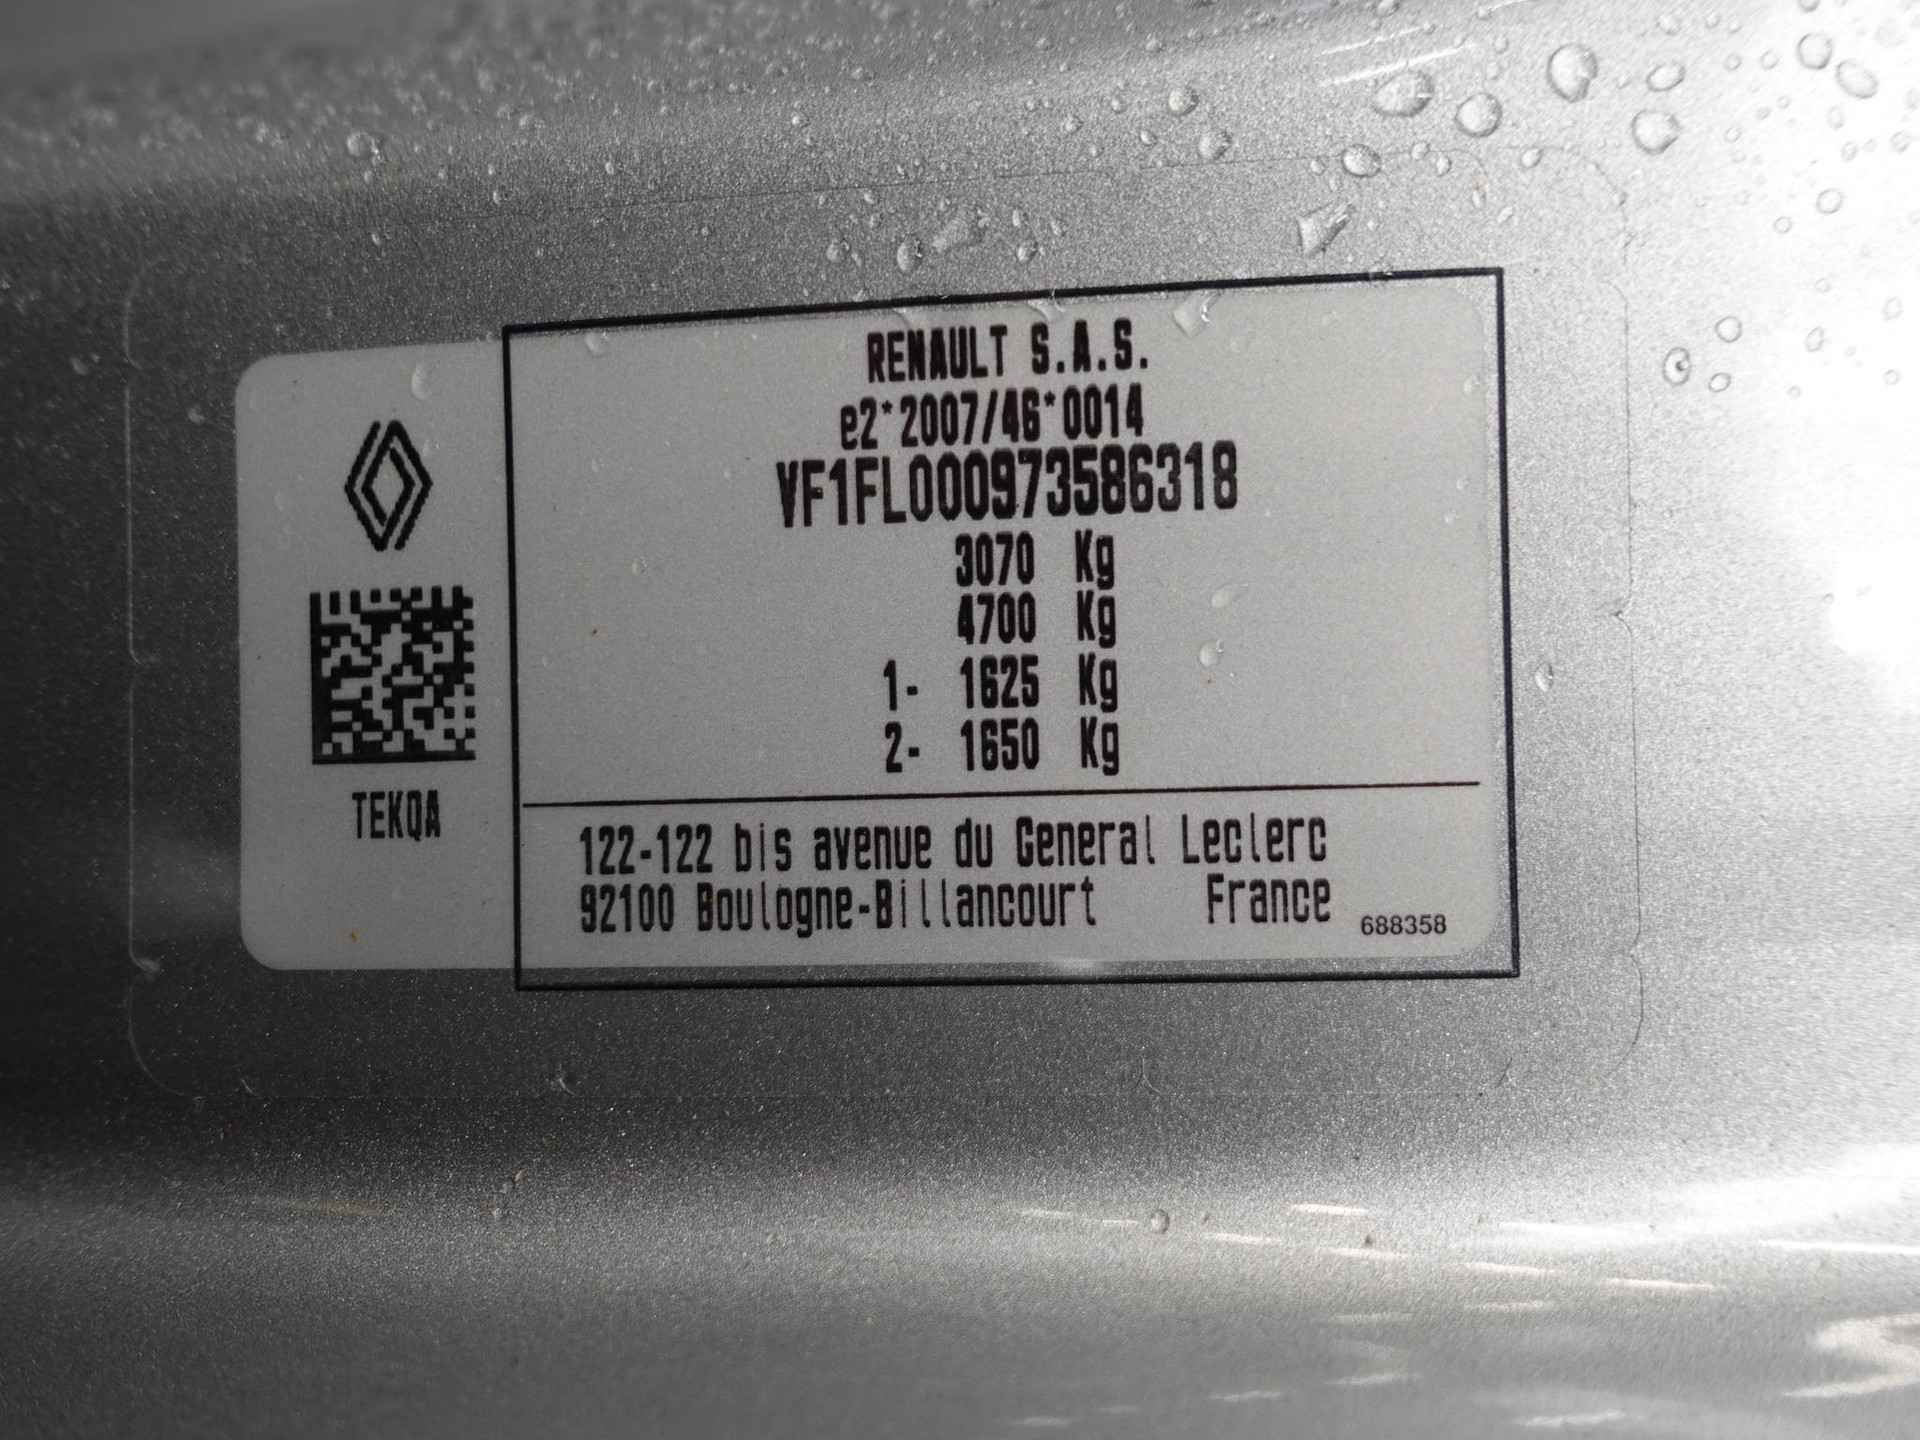 RENAULT S.A.S.
e2*2007/46*0014
VF1FL000973586318
3070 Kg
4700 Kg
1- 1625 Kg
2- 1650 Kg
TEKQA
122-122 bis avenue du General Leclerc
92100 Boulogne-Billancourt France
688358